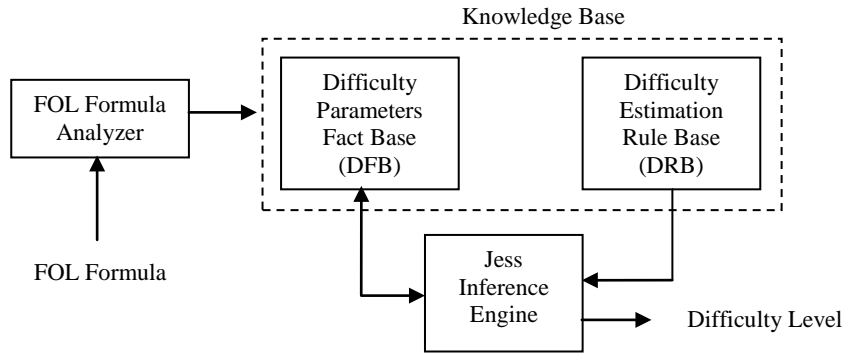 Knowledge Base
FOL Formula
Analyzer
Difficulty
Parameters
Fact Base
(DFB)
Difficulty
Estimation
Rule Base
(DRB)
FOL Formula
Jess
Inference
Engine
Difficulty Level